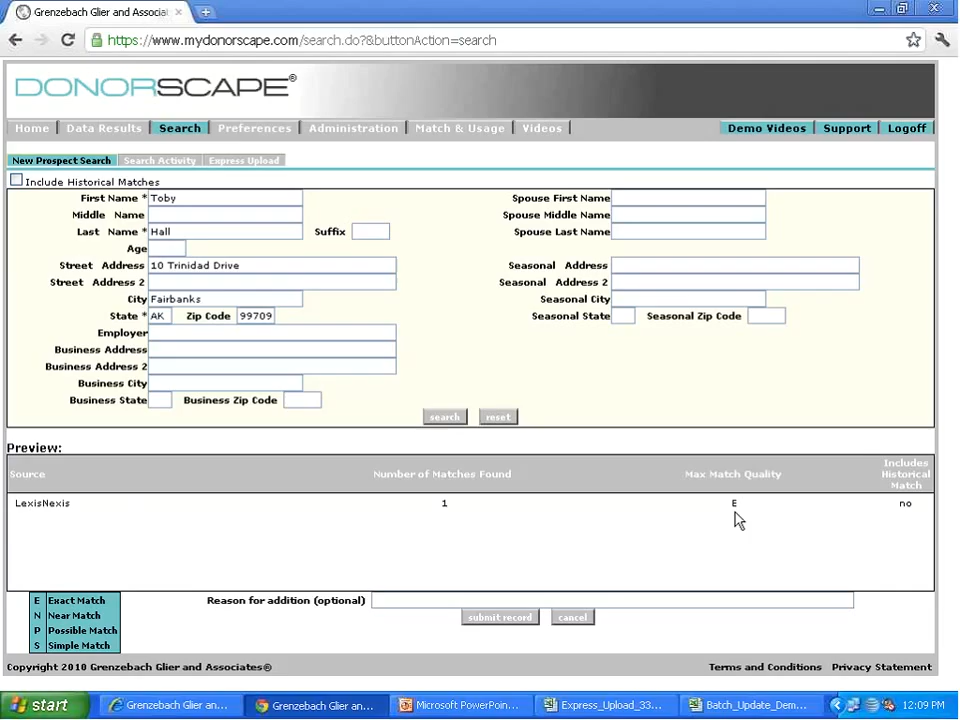 Grenzebach Glier and Associat
https://www.mydonorscape.com/search.do?&buttonAction=search
DONORSCAPE®
Home Data Results Search Preferences Administration Match & Usage Videos Demo Videos Support Logoff
New Prospect Search Search Activity Express Upload
Include Historical Matches
First Name * Toby Spouse First Name
Middle Name Spouse Middle Name
Last Name * Hall Suffix Spouse Last Name
Age
Street Address 10 Trinidad Drive Seasonal Address
Street Address 2 Seasonal Address 2
City Fairbanks Seasonal City
State * AK Zip Code 99709 Seasonal State Seasonal Zip Code
Employer
Business Address
Business Address 2
Business City
Business State Business Zip Code
search reset
Preview:
Source Number of Matches Found Max Match Quality Includes Historical Match
LexisNexis 1 E no
E Exact Match Reason for addition (optional)
N Near Match submit record cancel
P Possible Match
S Simple Match
Copyright 2010 Grenzebach Glier and Associates® Terms and Conditions Privacy Statement
start Grenzebach Glier an... Grenzebach Glier an... Microsoft PowerPoin... Express_Upload_33... Batch_Update_Dem... 12:09 PM